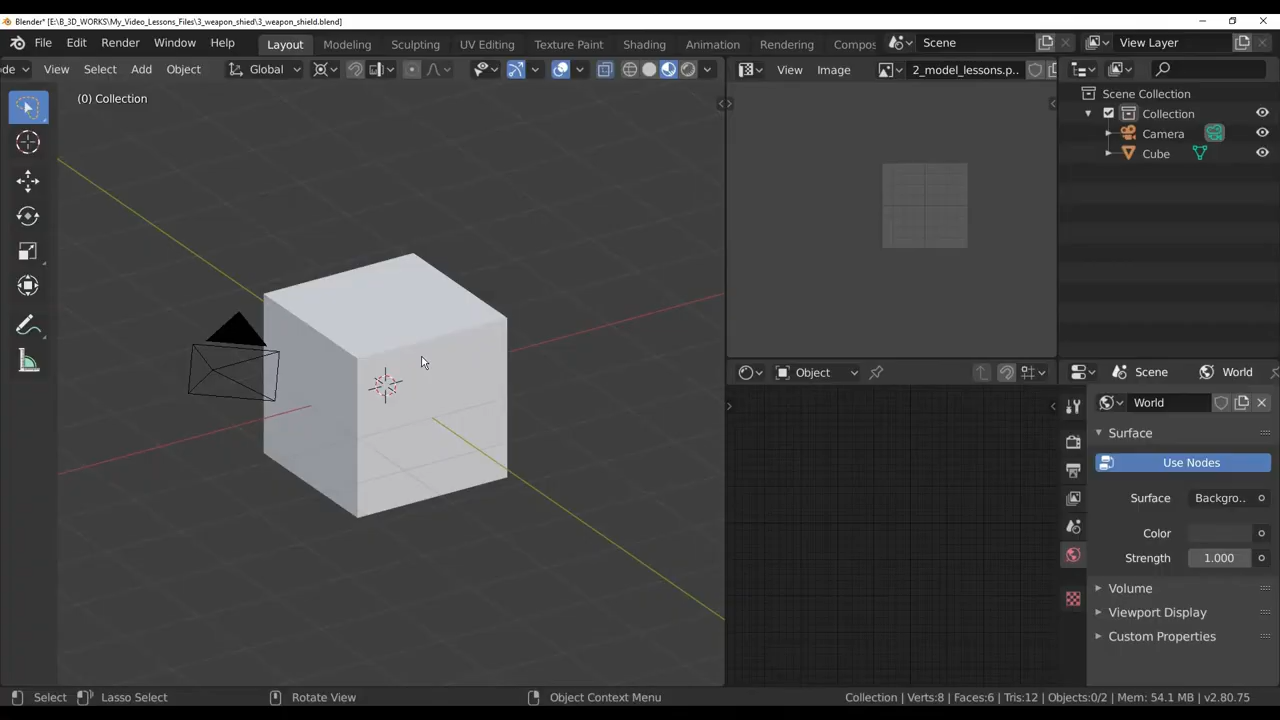 Blender* [E:\B_3D_WORKS\My_Video_Lessons_Files\3_weapon_shied\3_weapon_shield.blend]
File Edit Render Window Help Layout Modeling Sculpting UV Editing Texture Paint Shading Animation Rendering Compos Scene View Layer
de View Select Add Object Global View Image 2_model_lessons.p..
(0) Collection
Scene Collection
Collection
Camera
Cube
Object Scene World
World
Surface
Use Nodes
Surface Backgro..
Color
Strength 1.000
Volume
Viewport Display
Custom Properties
Select Lasso Select Rotate View Object Context Menu Collection | Verts:8 | Faces:6 | Tris:12 | Objects:0/2 | Mem: 54.1 MB | v2.80.75